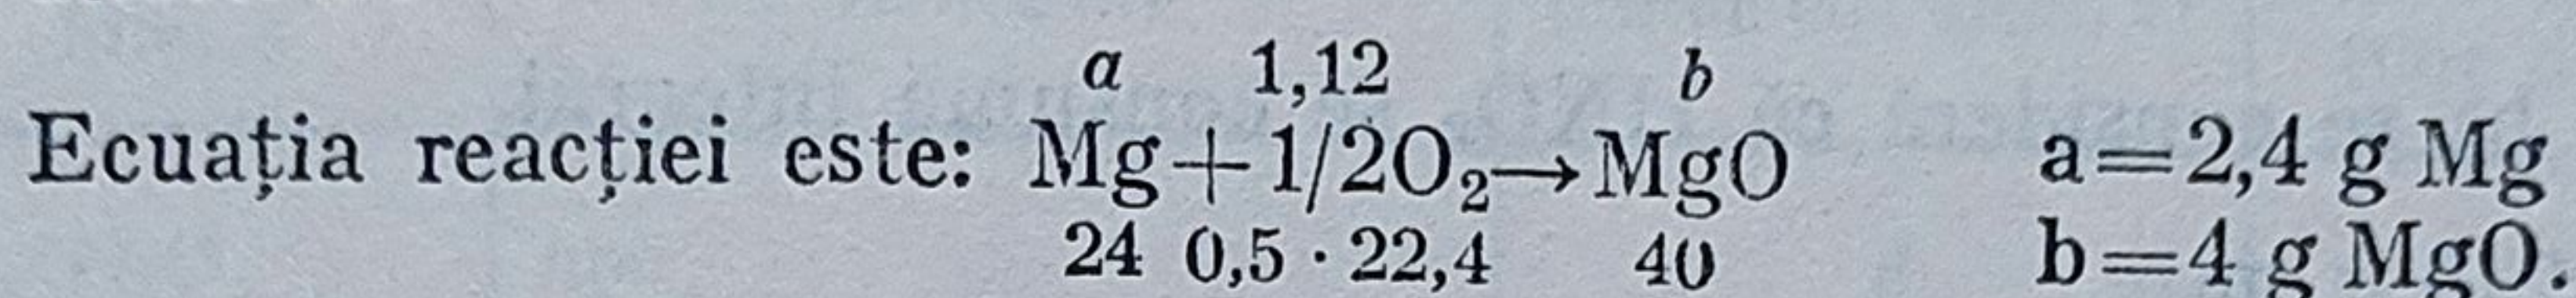 a 1,12 b
Ecuația reacției este: Mg+1/2O₂→MgO a=2,4 g Mg
24 0,5 · 22,4 40 b=4 g MgO.